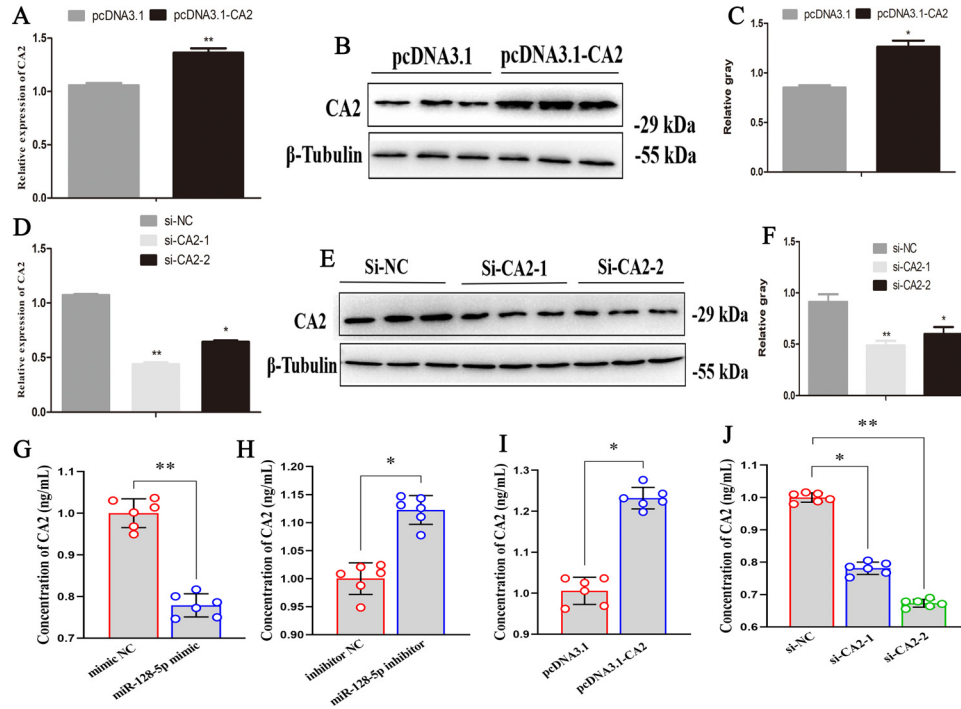 A
pcDNA3.1 pcDNA3.1-CA2
Relative expression of CA2
1.5
1.0
0.5
0.0
**
B
pcDNA3.1 pcDNA3.1-CA2
CA2
-29 kDa
β-Tubulin
-55 kDa
C
pcDNA3.1 pcDNA3.1-CA2
Relative gray
1.5
1.0
0.5
0.0
*
D
si-NC
si-CA2-1
si-CA2-2
Relative expression of CA2
1.5
1.0
0.5
0.0
**
*
E
Si-NC Si-CA2-1 Si-CA2-2
CA2
-29 kDa
β-Tubulin
-55 kDa
F
si-NC
si-CA2-1
si-CA2-2
Relative gray
1.5
1.0
0.5
0.0
**
*
G
Concentration of CA2 (ng/mL)
1.1
1.0
0.9
0.8
0.7
**
mimic NC
miR-128-5p mimic
H
Concentration of CA2 (ng/mL)
1.20
1.15
1.10
1.05
1.00
0.95
0.90
*
inhibitor NC
miR-128-5p inhibitor
I
Concentration of CA2 (ng/mL)
1.4
1.3
1.2
1.1
1.0
0.9
*
pcDNA3.1
pcDNA3.1-CA2
J
Concentration of CA2 (ng/mL)
1.2
1.1
1.0
0.9
0.8
0.7
0.6
**
*
si-NC
si-CA2-1
si-CA2-2